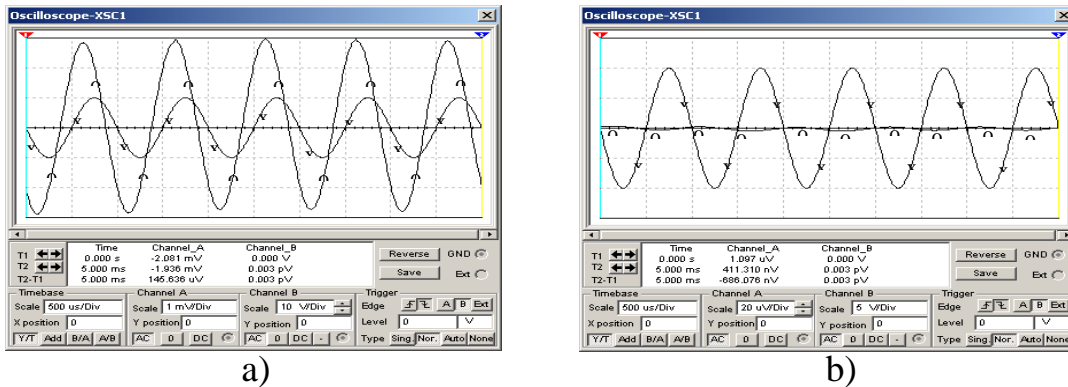 Oscilloscope-XSC1
Time Channel_A Channel_B
T1 0.000 s -2.081 mV 0.000 V
T2 5.000 ms -1.936 mV 0.003 pV
T2-T1 5.000 ms 145.636 uV 0.003 pV
Reverse GND
Save Ext
Timebase Channel A Channel B Trigger
Scale 500 us/Div Scale 1 mV/Div Scale 10 V/Div Edge A B Ext
X position 0 Y position 0 Y position 0 Level 0 V
Y/T Add B/A A/B AC 0 DC AC 0 DC - Type Sing. Nor. Auto None
a)
Oscilloscope-XSC1
Time Channel_A Channel_B
T1 0.000 s 1.097 uV 0.000 V
T2 5.000 ms 411.310 nV 0.003 pV
T2-T1 5.000 ms -686.076 nV 0.003 pV
Reverse GND
Save Ext
Timebase Channel A Channel B Trigger
Scale 500 us/Div Scale 20 uV/Div Scale 5 V/Div Edge A B Ext
X position 0 Y position 0 Y position 0 Level 0 V
Y/T Add B/A A/B AC 0 DC AC 0 DC - Type Sing. Nor. Auto None
b)